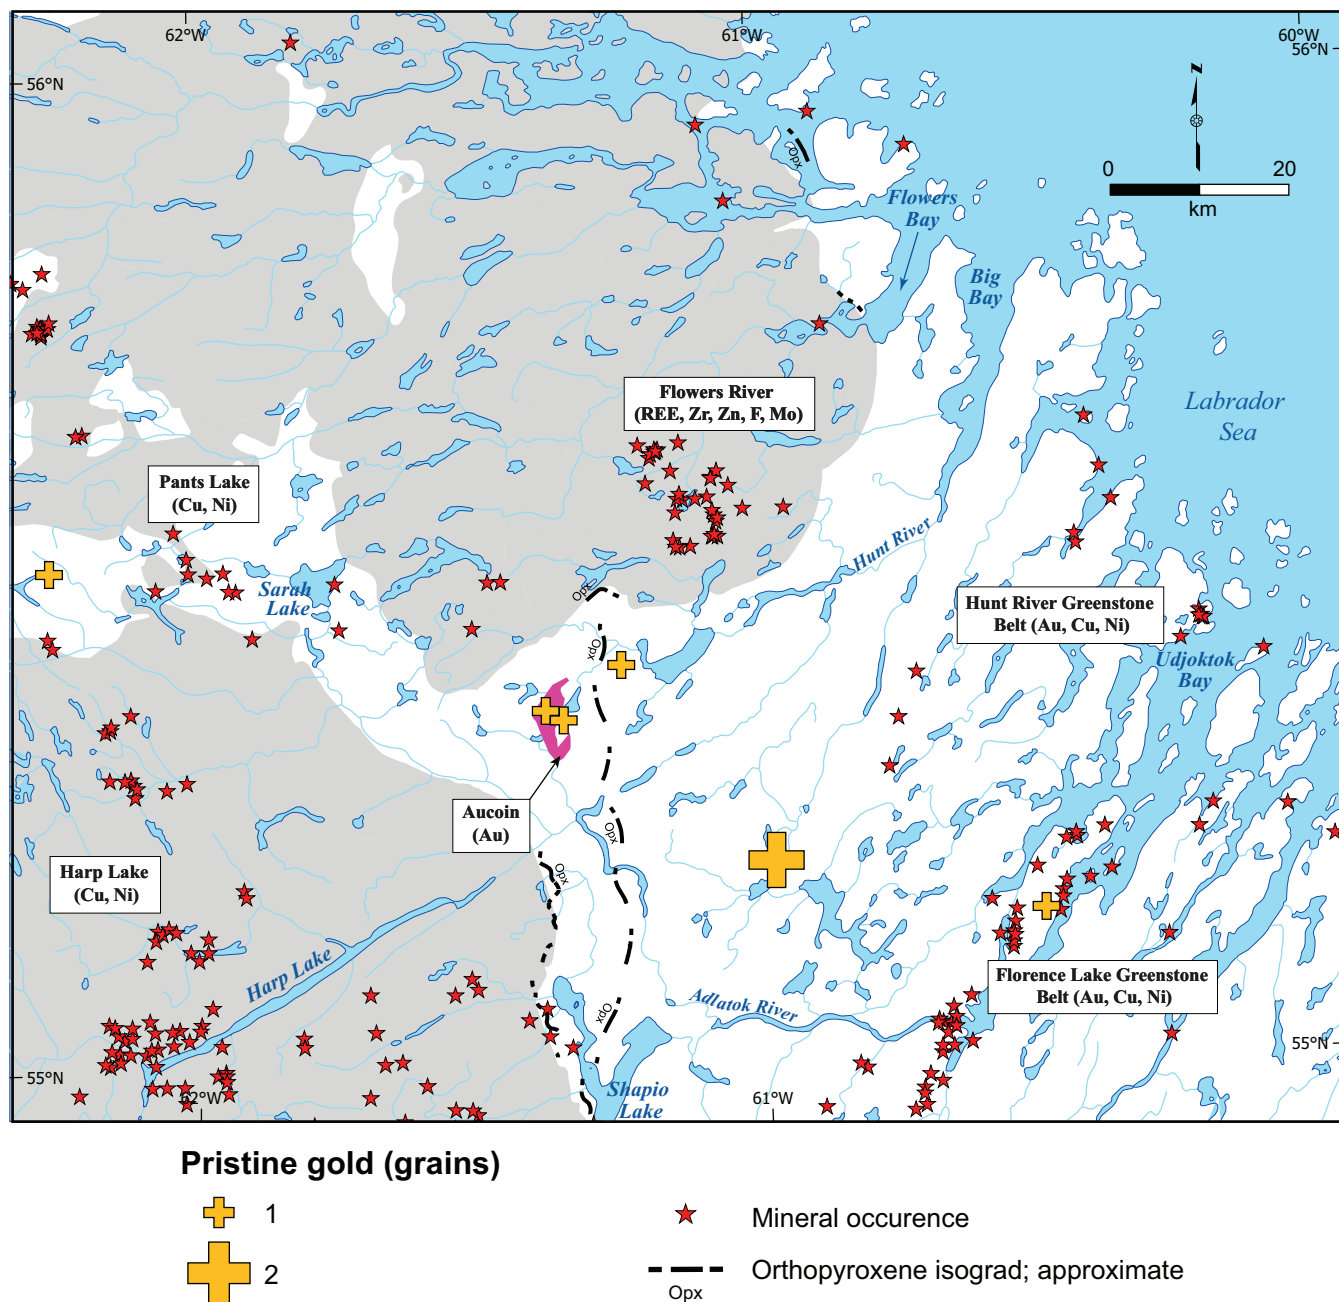 62°W
61°W
60°W
56°N
56°N
N
Opx
0 20
km
Flowers
Bay
Big
Bay
Labrador
Sea
Flowers River
(REE, Zr, Zn, F, Mo)
Pants Lake
(Cu, Ni)
Hunt River
Sarah
Lake
Opx
Hunt River Greenstone
Belt (Au, Cu, Ni)
Opx
Udjoktok
Bay
Aucoin
(Au)
Opx
Harp Lake
(Cu, Ni)
Opx
Harp Lake
Florence Lake Greenstone
Belt (Au, Cu, Ni)
Adlatok River
Opx
55°N
55°N
Shapio
Lake
62°W
61°W
Pristine gold (grains)
1
Mineral occurence
2
Orthopyroxene isograd; approximate
Opx